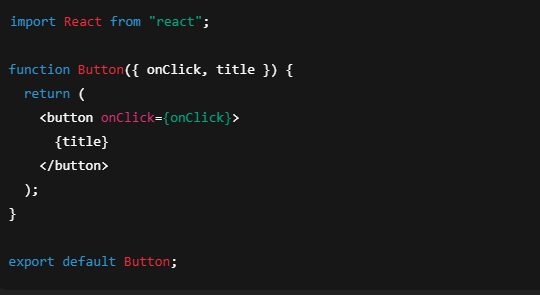 import React from "react";
function Button({ onClick, title }) {
return (
<button onClick={onClick}>
{title}
</button>
);
}
export default Button;